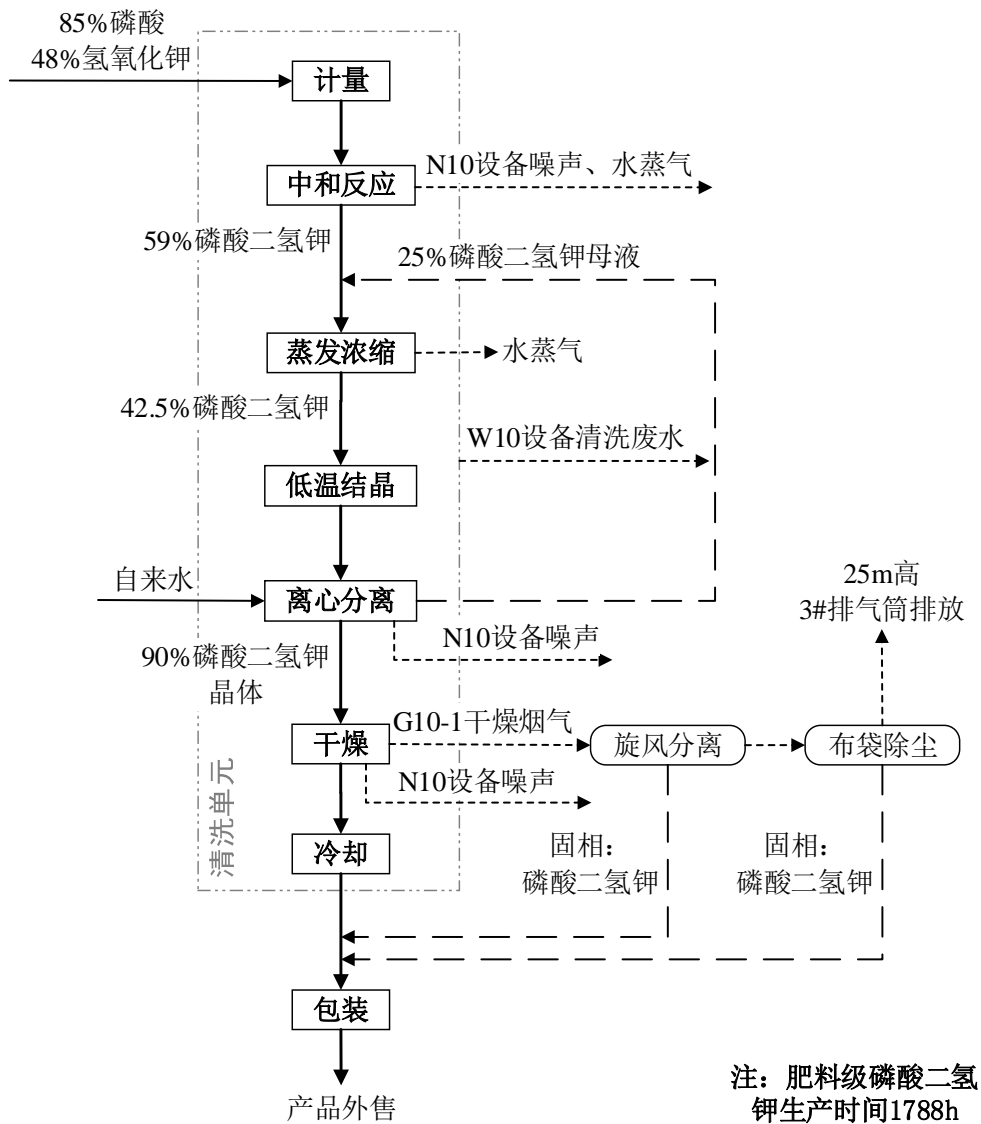 85%磷酸
48%氢氧化钾
计量
中和反应
N10设备噪声、水蒸气
59%磷酸二氢钾
25%磷酸二氢钾母液
蒸发浓缩
水蒸气
42.5%磷酸二氢钾
W10设备清洗废水
低温结晶
自来水
离心分离
25m高
3#排气筒排放
N10设备噪声
90%磷酸二氢钾
晶体
G10-1干燥烟气
干燥
旋风分离
布袋除尘
N10设备噪声
清洗单元
冷却
固相：
磷酸二氢钾
固相：
磷酸二氢钾
包装
产品外售
注：肥料级磷酸二氢
钾生产时间1788h